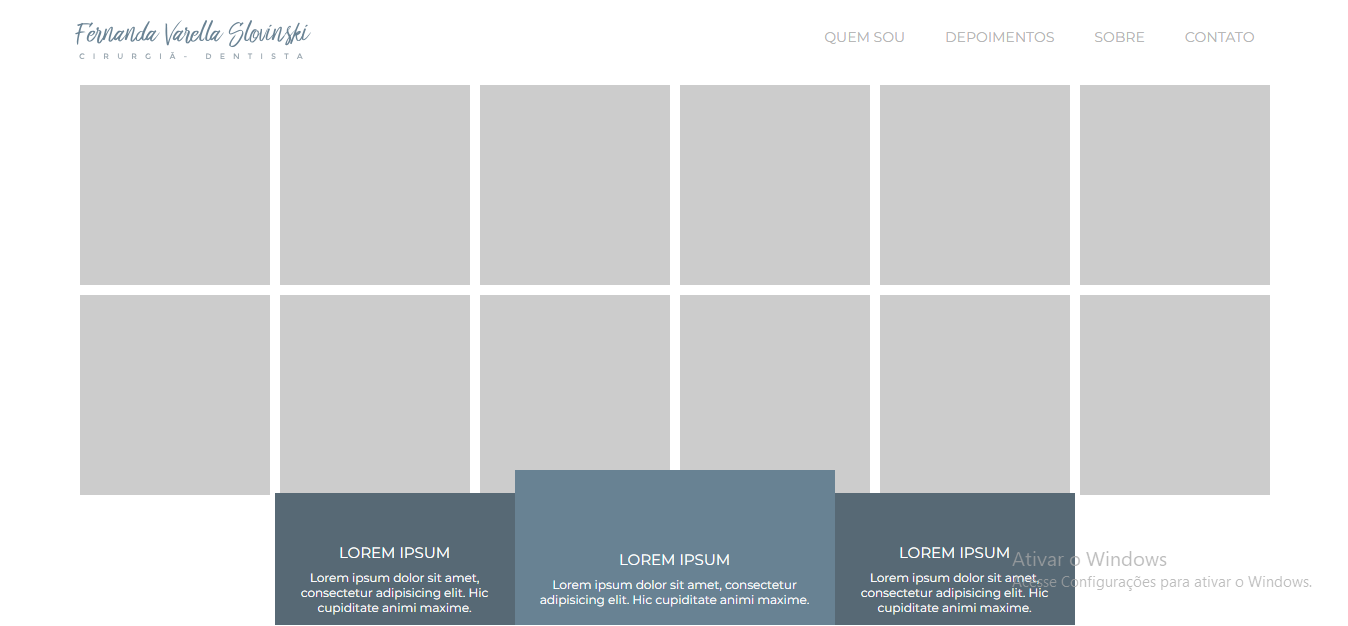 Fernanda Varella Slovinski
CIRURGIÃ- DENTISTA
QUEM SOU
DEPOIMENTOS
SOBRE
CONTATO
LOREM IPSUM
Lorem ipsum dolor sit amet,
consectetur adipisicing elit. Hic
cupiditate animi maxime.
LOREM IPSUM
Lorem ipsum dolor sit amet, consectetur
adipisicing elit. Hic cupiditate animi maxime.
LOREM IPSUM
Lorem ipsum dolor sit amet,
consectetur adipisicing elit. Hic
cupiditate animi maxime.
Ativar o Windows
Acesse Configurações para ativar o Windows.